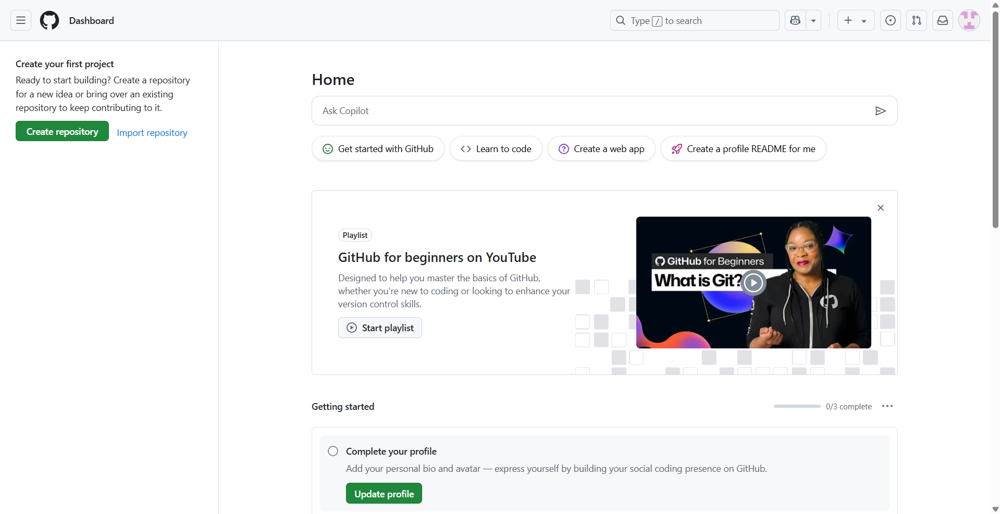 Dashboard
Type / to search
Create your first project
Ready to start building? Create a repository
for a new idea or bring over an existing
repository to keep contributing to it.
Create repository
Import repository
Home
Ask Copilot
Get started with GitHub
Learn to code
Create a web app
Create a profile README for me
Playlist
GitHub for beginners on YouTube
Designed to help you master the basics of GitHub,
whether you're new to coding or looking to enhance your
version control skills.
Start playlist
GitHub for Beginners
What is Git?
Getting started
0/3 complete
Complete your profile
Add your personal bio and avatar — express yourself by building your social coding presence on GitHub.
Update profile